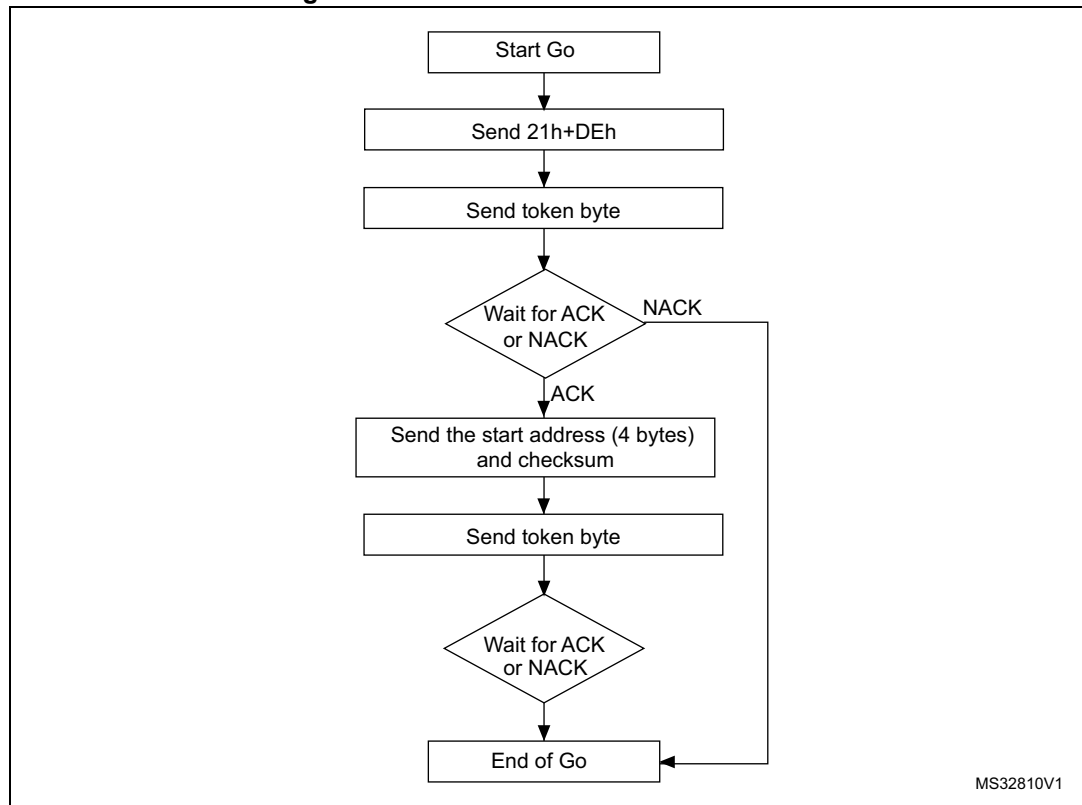 Start Go
Send 21h+DEh
Send token byte
Wait for ACK
or NACK
NACK
ACK
Send the start address (4 bytes)
and checksum
Send token byte
Wait for ACK
or NACK
End of Go
MS32810V1